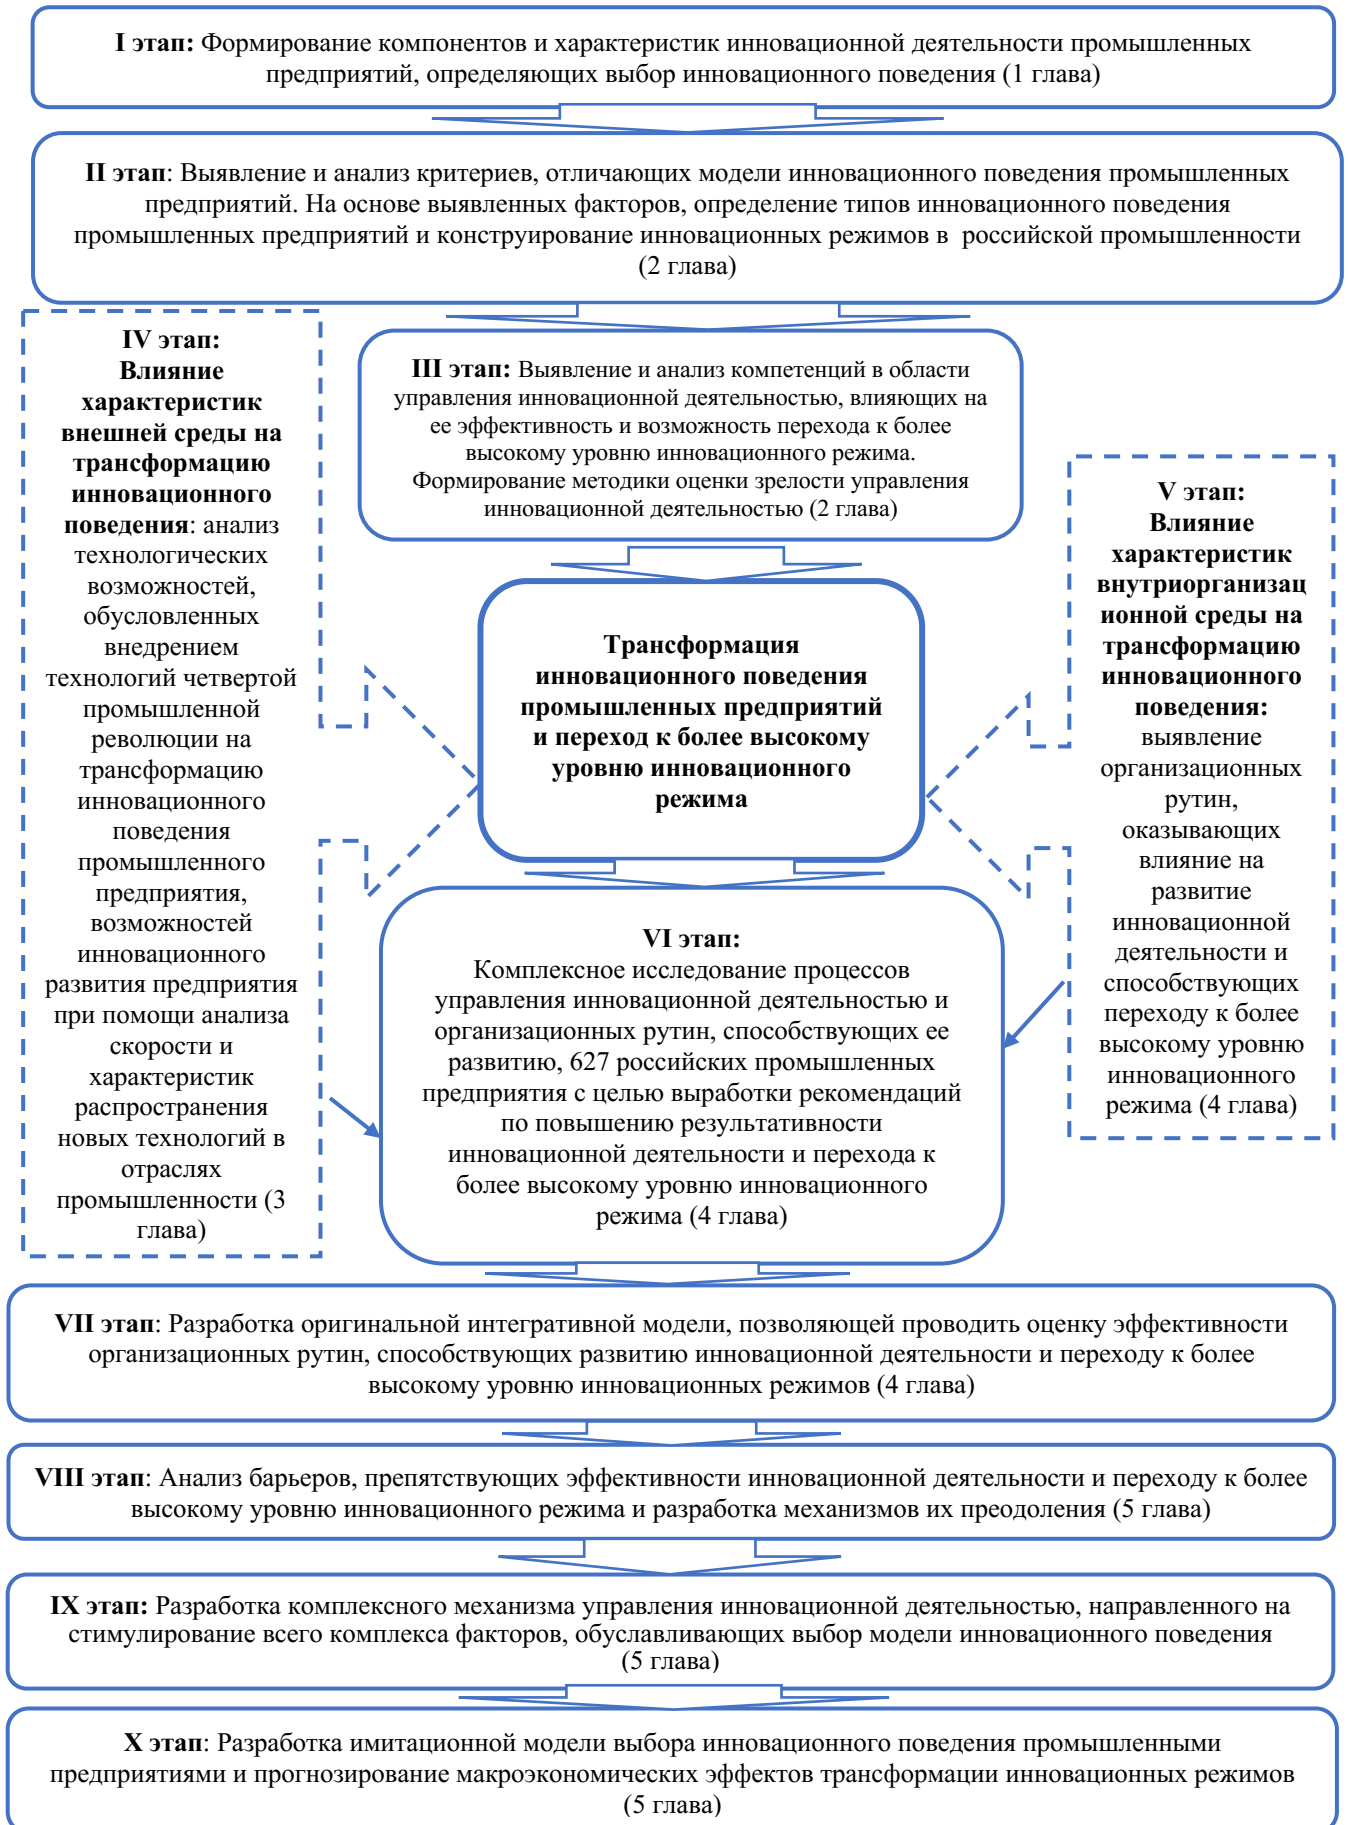 I этап: Формирование компонентов и характеристик инновационной деятельности промышленных
предприятий, определяющих выбор инновационного поведения (1 глава)
II этап: Выявление и анализ критериев, отличающих модели инновационного поведения промышленных
предприятий. На основе выявленных факторов, определение типов инновационного поведения
промышленных предприятий и конструирование инновационных режимов в российской промышленности
(2 глава)
III этап: Выявление и анализ компетенций в области
управления инновационной деятельностью, влияющих на
ее эффективность и возможность перехода к более
высокому уровню инновационного режима.
Формирование методики оценки зрелости управления
инновационной деятельностью (2 глава)
IV этап:
Влияние
характеристик
внешней среды на
трансформацию
инновационного
поведения: анализ
технологических
возможностей,
обусловленных
внедрением
технологий четвертой
промышленной
революции на
трансформацию
инновационного
поведения
промышленного
предприятия,
возможностей
инновационного
развития предприятия
при помощи анализа
скорости и
характеристик
распространения
новых технологий в
отраслях
промышленности (3
глава)
V этап:
Влияние
характеристик
внутриорганизац
ионной среды на
трансформацию
инновационного
поведения:
выявление
организационных
рутин,
оказывающих
влияние на
развитие
инновационной
деятельности и
способствующих
переходу к более
высокому уровню
инновационного
режима (4 глава)
Трансформация
инновационного поведения
промышленных предприятий
и переход к более высокому
уровню инновационного
режима
VI этап:
Комплексное исследование процессов
управления инновационной деятельностью и
организационных рутин, способствующих ее
развитию, 627 российских промышленных
предприятия с целью выработки рекомендаций
по повышению результативности
инновационной деятельности и перехода к
более высокому уровню инновационного
режима (4 глава)
VII этап: Разработка оригинальной интегративной модели, позволяющей проводить оценку эффективности
организационных рутин, способствующих развитию инновационной деятельности и переходу к более
высокому уровню инновационных режимов (4 глава)
VIII этап: Анализ барьеров, препятствующих эффективности инновационной деятельности и переходу к более
высокому уровню инновационного режима и разработка механизмов их преодоления (5 глава)
IX этап: Разработка комплексного механизма управления инновационной деятельностью, направленного на
стимулирование всего комплекса факторов, обуславливающих выбор модели инновационного поведения
(5 глава)
X этап: Разработка имитационной модели выбора инновационного поведения промышленными
предприятиями и прогнозирование макроэкономических эффектов трансформации инновационных режимов
(5 глава)